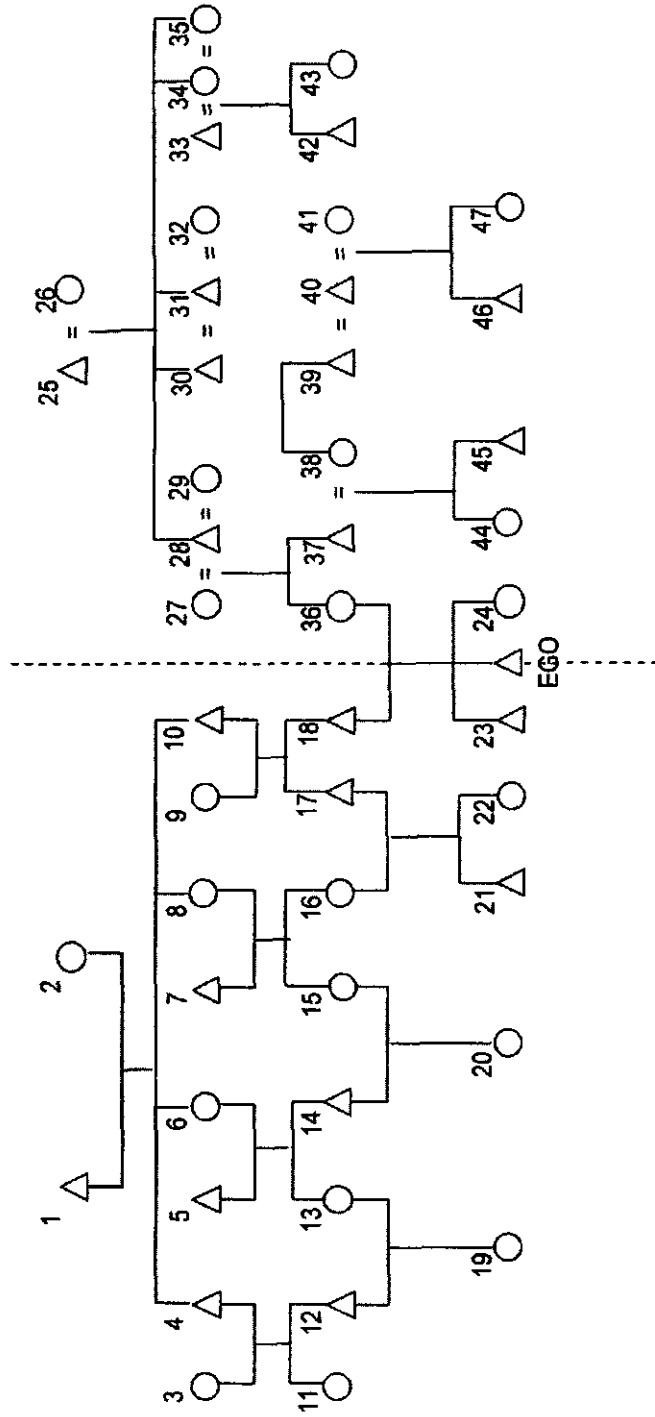 1 2 25 = 26
3 4 5 6 7 8 9 10 27 = 28 = 29 30 = 31 = 32 33 = 34 = 35
11 12 13 14 15 16 17 18 36 37 = 38 39 = 40 = 41 42 43
19 20 21 22 23 24 44 45 46 47
EGO